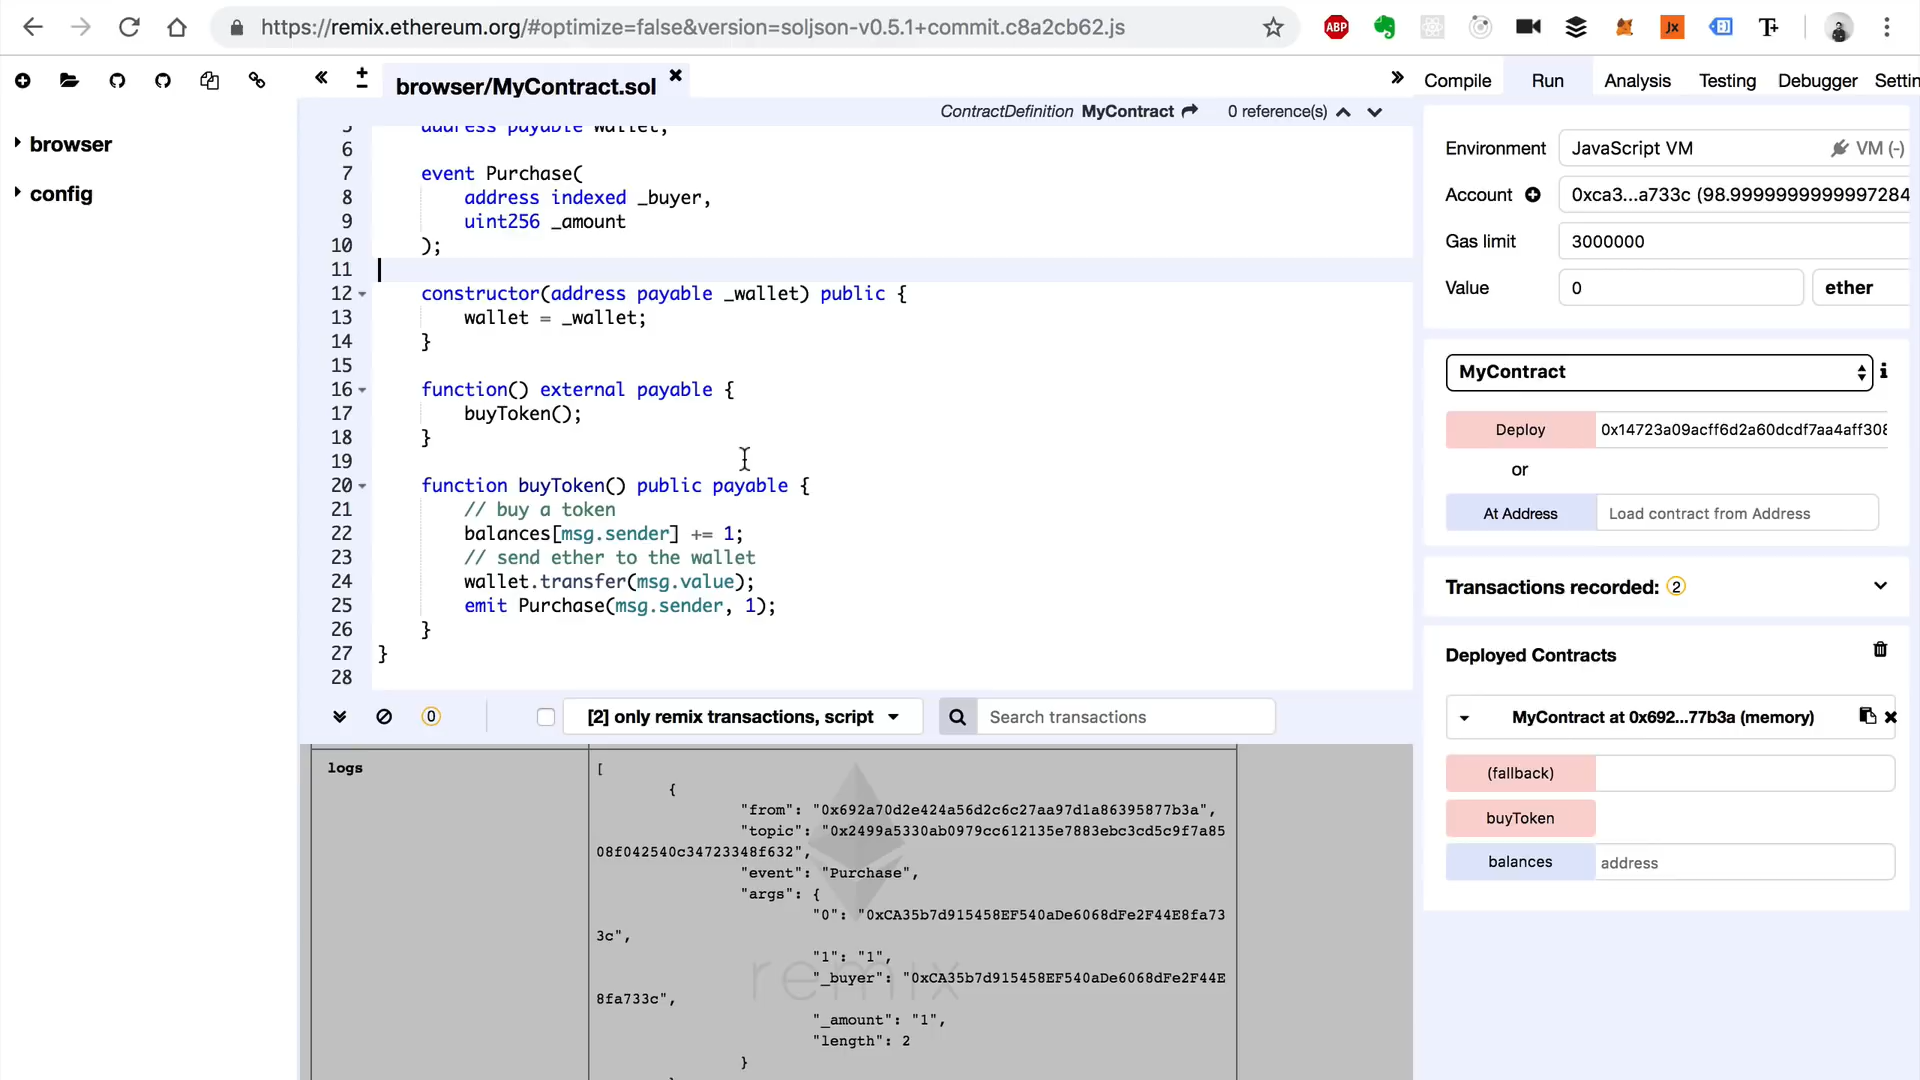 https://remix.ethereum.org/#optimize=false&version=soljson-v0.5.1+commit.c8a2cb62.js
ABP
Jx
browser/MyContract.sol
Compile
Run
Analysis
Testing
Debugger
Settin
ContractDefinition MyContract
0 reference(s)
browser
config
5 address payable wallet;
6
7 event Purchase(
8 address indexed _buyer,
9 uint256 _amount
10 );
11
12 constructor(address payable _wallet) public {
13 wallet = _wallet;
14 }
15
16 function() external payable {
17 buyToken();
18 }
19
20 function buyToken() public payable {
21 // buy a token
22 balances[msg.sender] += 1;
23 // send ether to the wallet
24 wallet.transfer(msg.value);
25 emit Purchase(msg.sender, 1);
26 }
27 }
28
0
[2] only remix transactions, script
Search transactions
logs
[
{
"from": "0x692a70d2e424a56d2c6c27aa97d1a86395877b3a",
"topic": "0x2499a5330ab0979cc612135e7883ebc3cd5c9f7a85
08f042540c34723348f632",
"event": "Purchase",
"args": {
"0": "0xCA35b7d915458EF540aDe6068dFe2F44E8fa73
3c",
"1": "1",
"_buyer": "0xCA35b7d915458EF540aDe6068dFe2F44E
8fa733c",
"_amount": "1",
"length": 2
}
remix
Environment
JavaScript VM
VM (-)
Account
0xca3...a733c (98.9999999999997284
Gas limit
3000000
Value
0
ether
MyContract
Deploy
0x14723a09acff6d2a60dcdf7aa4aff308
or
At Address
Load contract from Address
Transactions recorded: 2
Deployed Contracts
MyContract at 0x692...77b3a (memory)
(fallback)
buyToken
balances
address